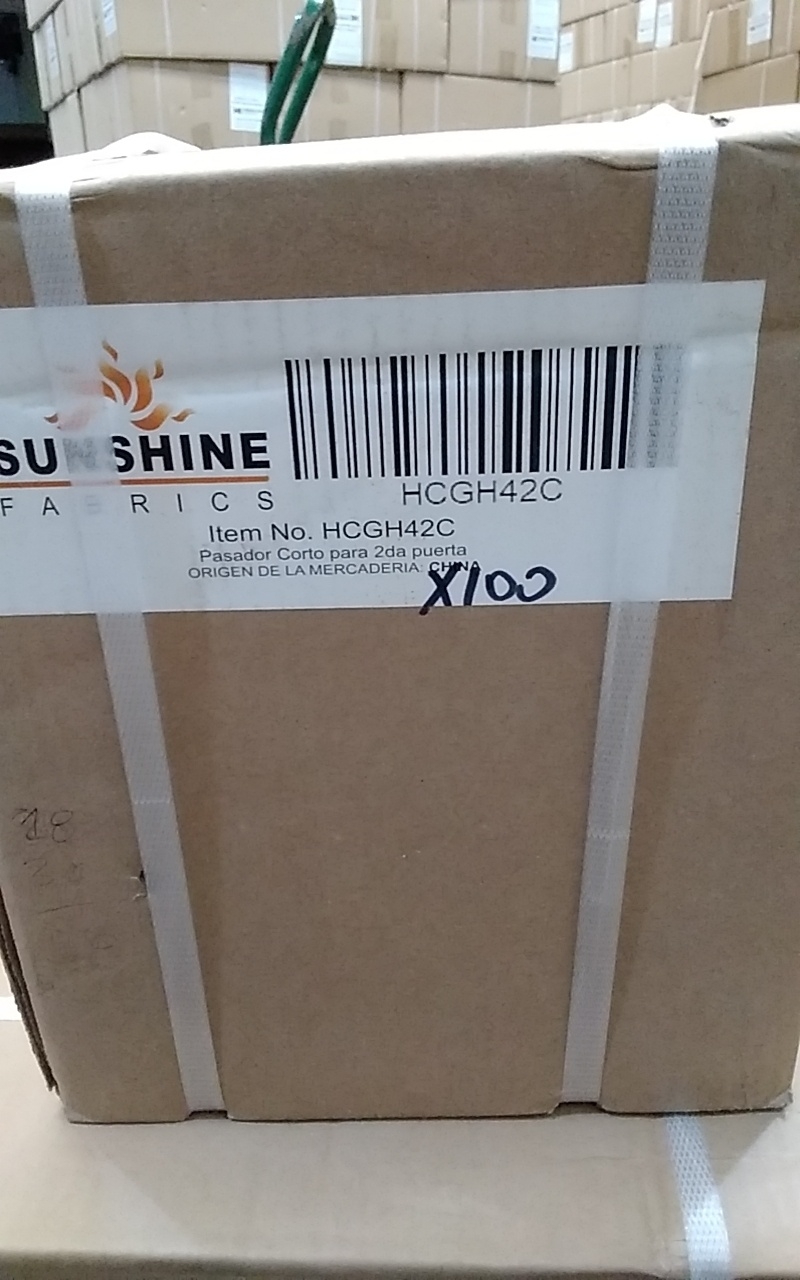 SUNSHINE
FABRICS
HCGH42C
Item No. HCGH42C
Pasador Corto para 2da puerta
ORIGEN DE LA MERCADERIA: CHINA
X100